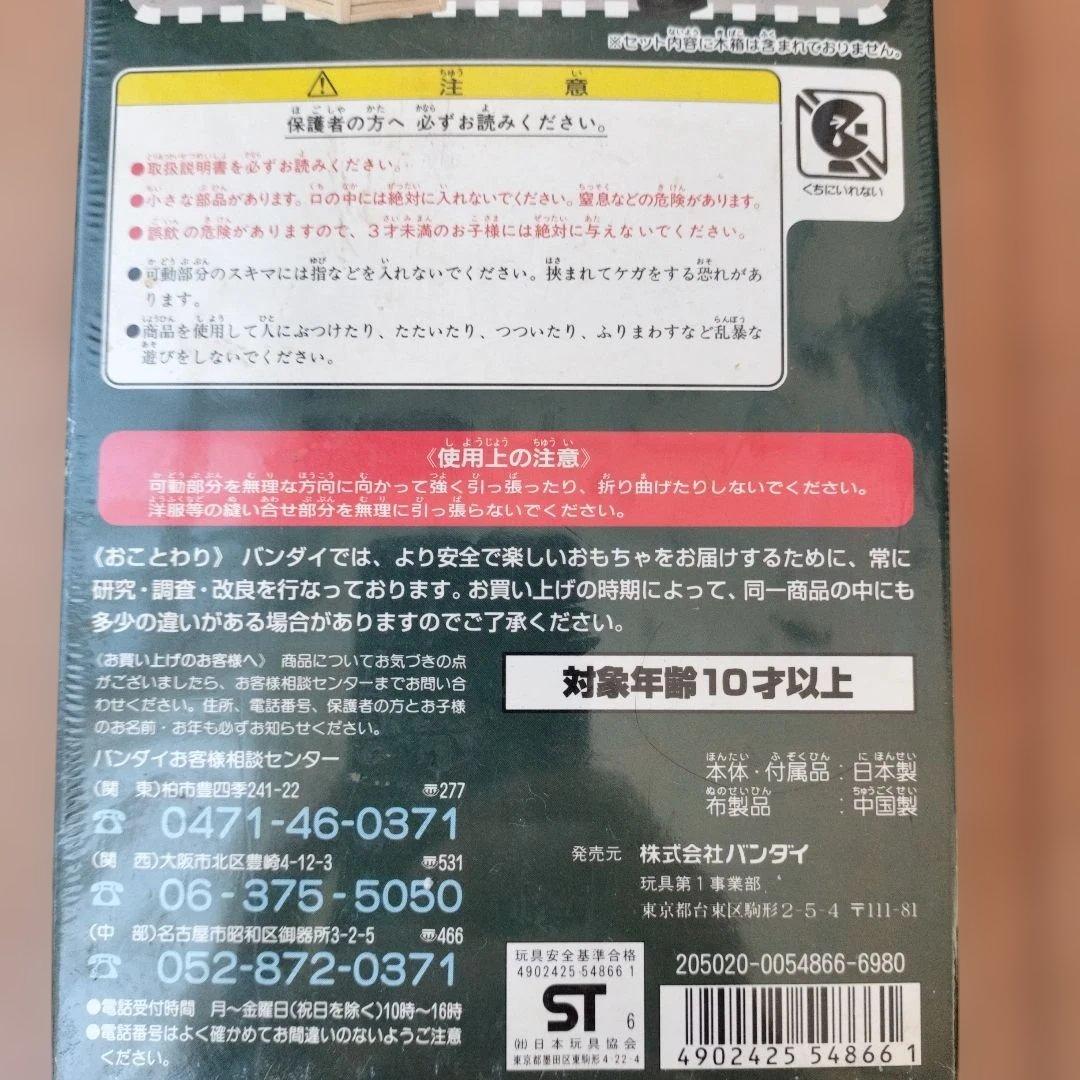 ※セット内容に木箱は含まれておりません。
注意
保護者の方へ 必ずお読みください。
●取扱説明書を必ずお読みください。
●小さな部品があります。口の中には絶対に入れないでください。窒息などの危険があります。
●誤飲の危険がありますので、3才未満のお子様には絶対に与えないでください。
●可動部分のスキマには指などを入れないでください。挟まれてケガをする恐れがあ
ります。
●商品を使用して人にぶつけたり、たたいたり、つついたり、ふりまわすなど乱暴な
遊びをしないでください。
くちにいれない
《使用上の注意》
可動部分を無理な方向に向かって強く引っ張ったり、折り曲げたりしないでください。
洋服等の縫い合せ部分を無理に引っ張らないでください。
《おことわり》 バンダイでは、より安全で楽しいおもちゃをお届けするために、常に
研究・調査・改良を行なっております。お買い上げの時期によって、同一商品の中にも
多少の違いがある場合がありますのでご了承ください。
《お買い上げのお客様へ》 商品についてお気づきの点
がございましたら、お客様相談センターまでお問い合
わせください。住所、電話番号、保護者の方とお子様
のお名前・お年も必ずお知らせください。
バンダイお客様相談センター
(関 東)柏市豊四季241-22 〠277
☎ 0471-46-0371
(関 西)大阪市北区豊崎4-12-3 〠531
☎ 06-375-5050
(中 部)名古屋市昭和区御器所3-2-5 〠466
☎ 052-872-0371
●電話受付時間 月〜金曜日(祝日を除く)10時〜16時
●電話番号はよく確かめてお間違いのないようご注意
ください。
対象年齢10才以上
本体・付属品:日本製
布製品:中国製
発売元 株式会社バンダイ
玩具第1事業部
東京都台東区駒形2-5-4 〒111-81
玩具安全基準合格
4902425 54866 1
ST 6
㈳日本玩具協会
東京都墨田区東駒形4-22-4
205020-0054866-6980
4902425 548661